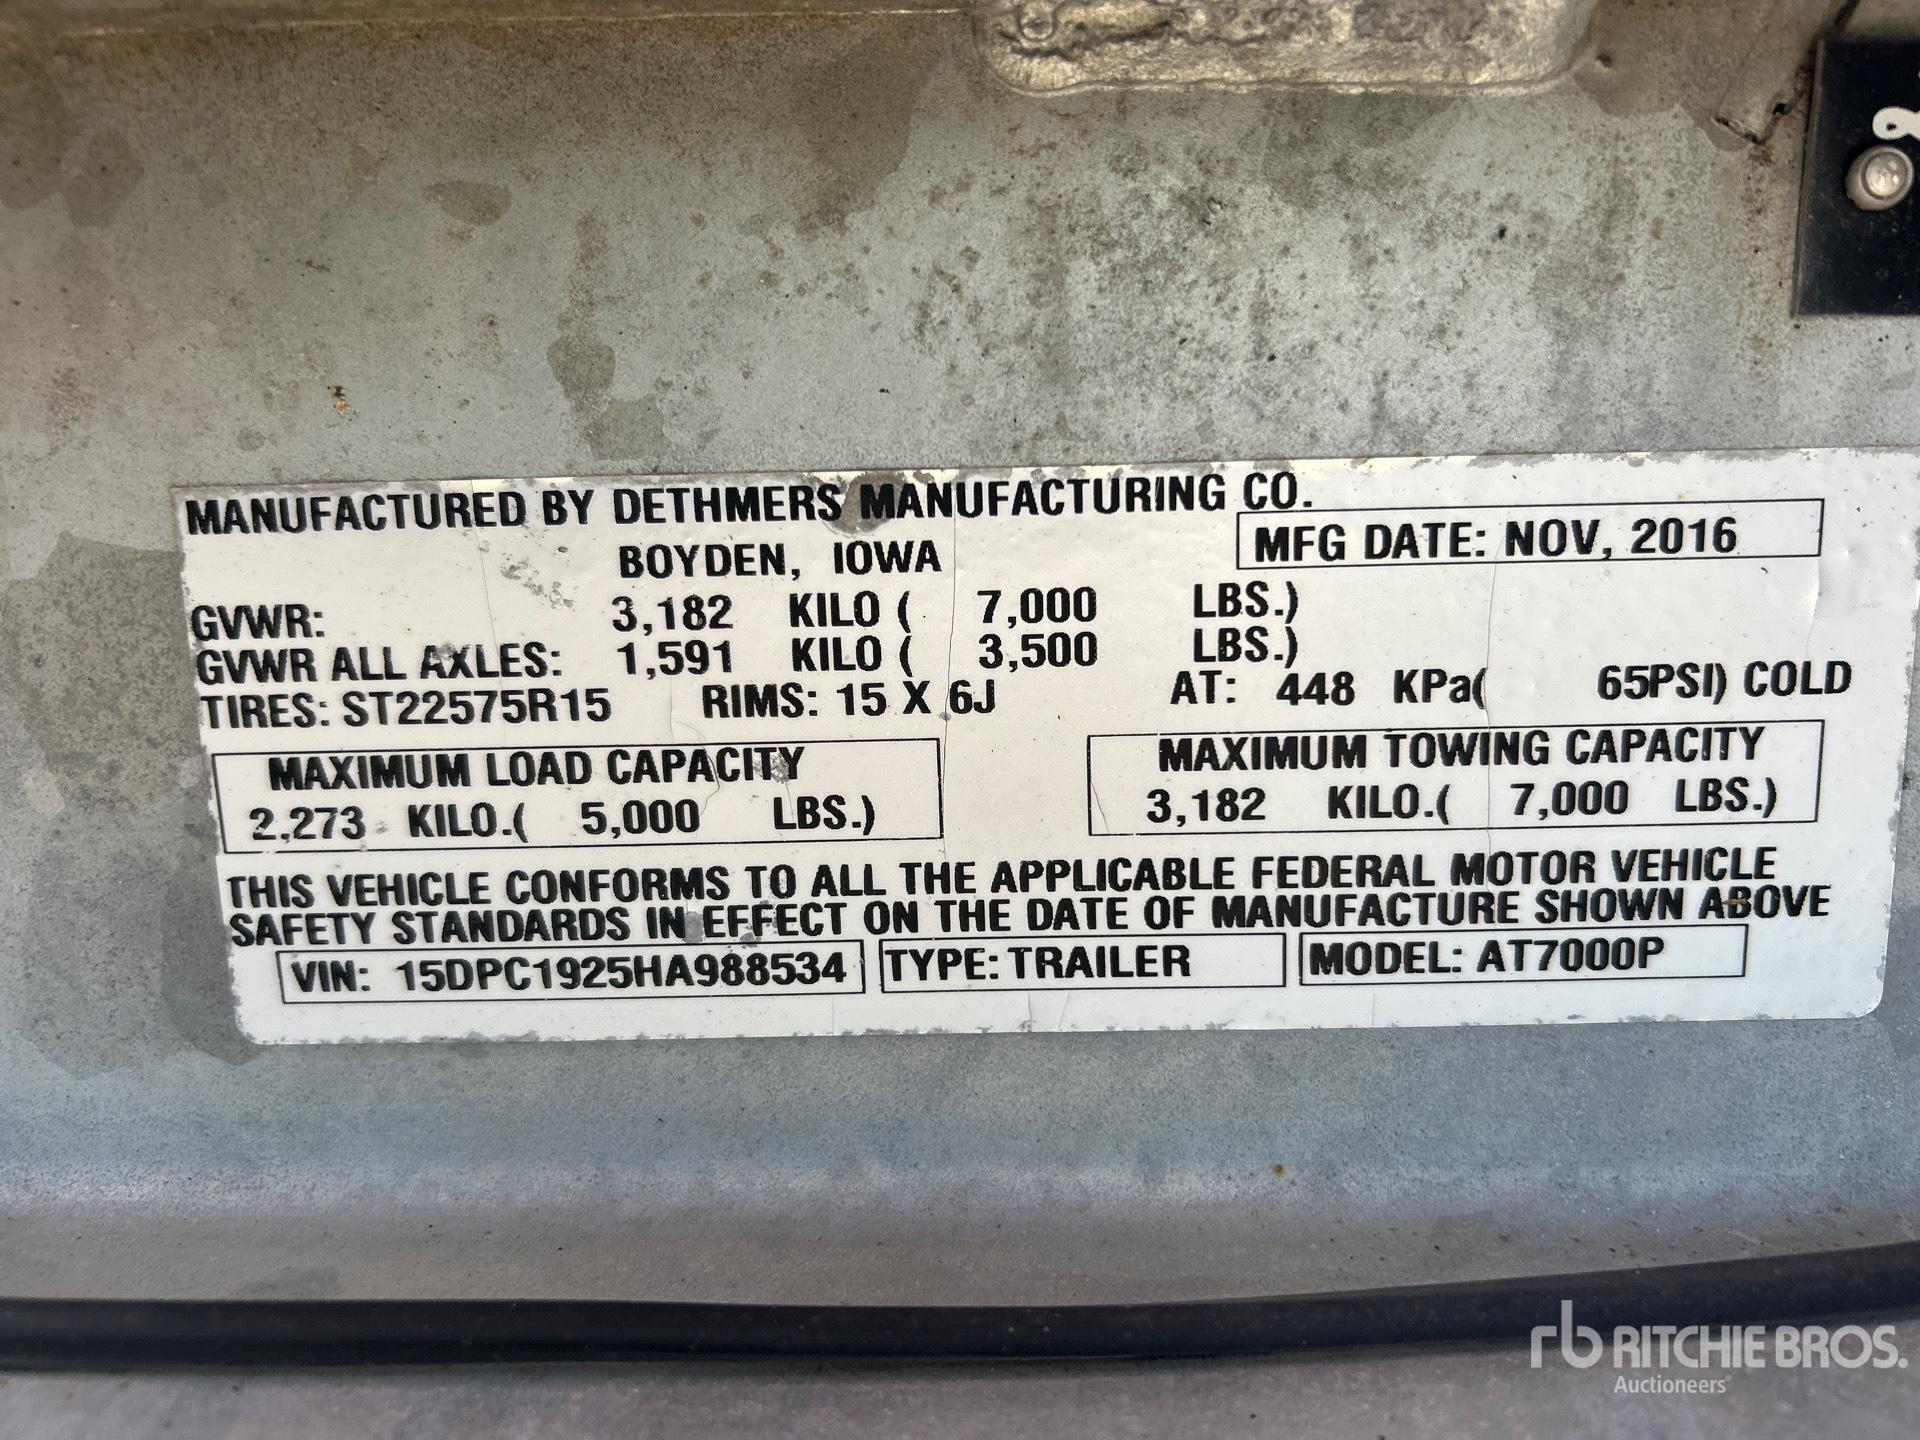 MANUFACTURED BY DETHMERS MANUFACTURING CO.
BOYDEN, IOWA
MFG DATE: NOV, 2016
GVWR: 3,182 KILO ( 7,000 LBS.)
GVWR ALL AXLES: 1,591 KILO ( 3,500 LBS.)
TIRES: ST22575R15 RIMS: 15 X 6J AT: 448 KPa( 65PSI) COLD
MAXIMUM LOAD CAPACITY
2,273 KILO.( 5,000 LBS.)
MAXIMUM TOWING CAPACITY
3,182 KILO.( 7,000 LBS.)
THIS VEHICLE CONFORMS TO ALL THE APPLICABLE FEDERAL MOTOR VEHICLE
SAFETY STANDARDS IN EFFECT ON THE DATE OF MANUFACTURE SHOWN ABOVE
VIN: 15DPC1925HA988534 TYPE: TRAILER MODEL: AT7000P
rb RITCHIE BROS.
Auctioneers